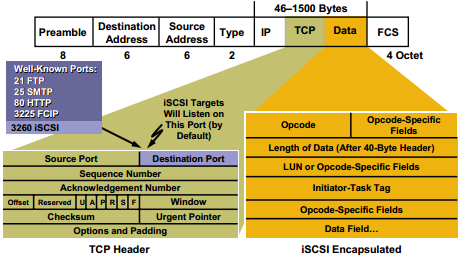 46–1500 Bytes
Preamble
Destination Address
Source Address
Type
IP
TCP
Data
FCS
8
6
6
2
4 Octet
Well-Known Ports:
21 FTP
25 SMTP
80 HTTP
3225 FCIP
3260 iSCSI
iSCSI Targets
Will Listen on
This Port (by
Default)
Source Port
Destination Port
Sequence Number
Acknowledgement Number
Offset Reserved U A P R S F Window
Checksum
Urgent Pointer
Options and Padding
TCP Header
Opcode
Opcode-Specific
Fields
Length of Data (After 40-Byte Header)
LUN or Opcode-Specific Fields
Initiator-Task Tag
Opcode-Specific Fields
Data Field…
iSCSI Encapsulated